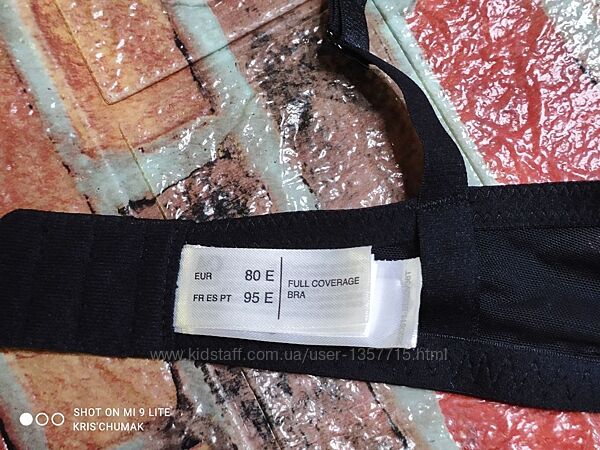 EUR 80 E
FR ES PT 95 E
FULL COVERAGE
BRA
www.kidstaff.com.ua/user-1357715.html
SHOT ON MI 9 LITE
KRIS'CHUMAK